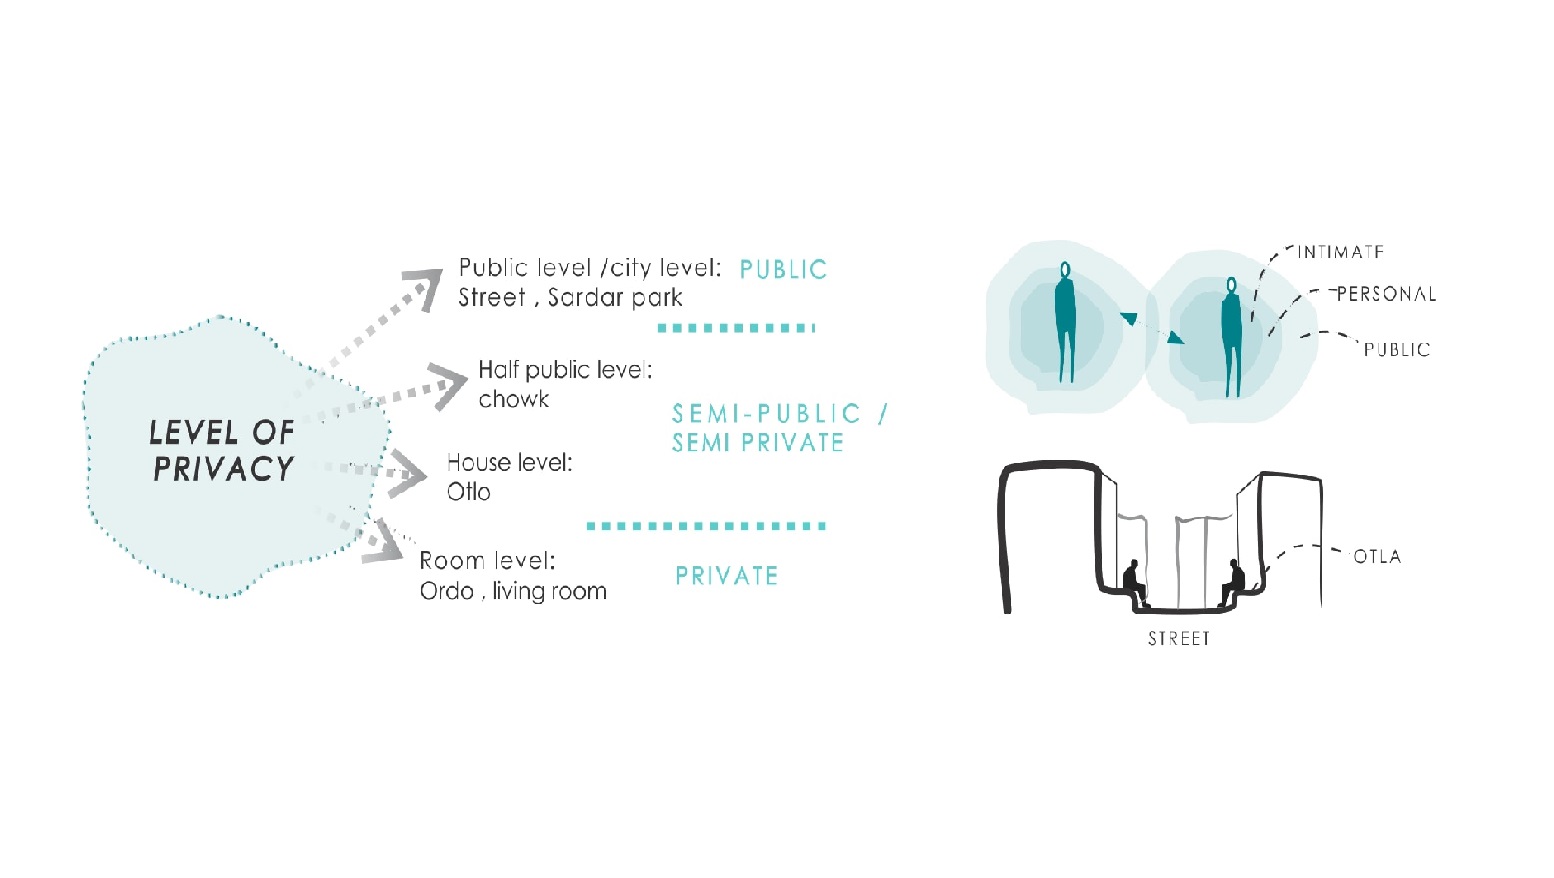 LEVEL OF
PRIVACY
Public level /city level: PUBLIC
Street , Sardar park
Half public level:
chowk
SEMI-PUBLIC /
SEMI PRIVATE
House level:
Otlo
Room level:
Ordo , living room
PRIVATE
INTIMATE
PERSONAL
PUBLIC
OTLA
STREET